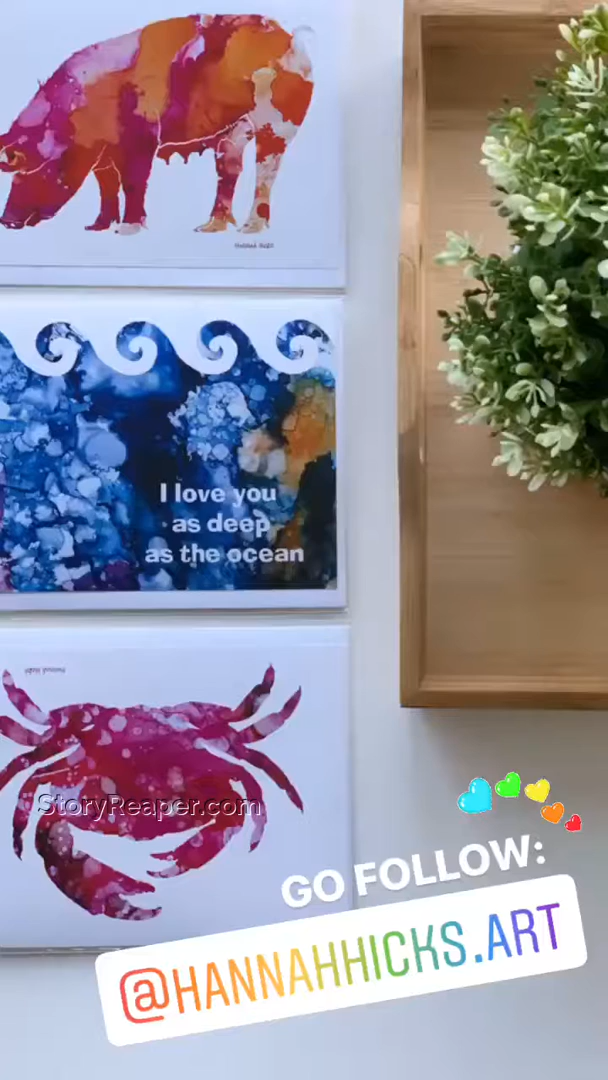 I love you
as deep
as the ocean
StoryReaper.com
GO FOLLOW:
@HANNAHHICKS.ART